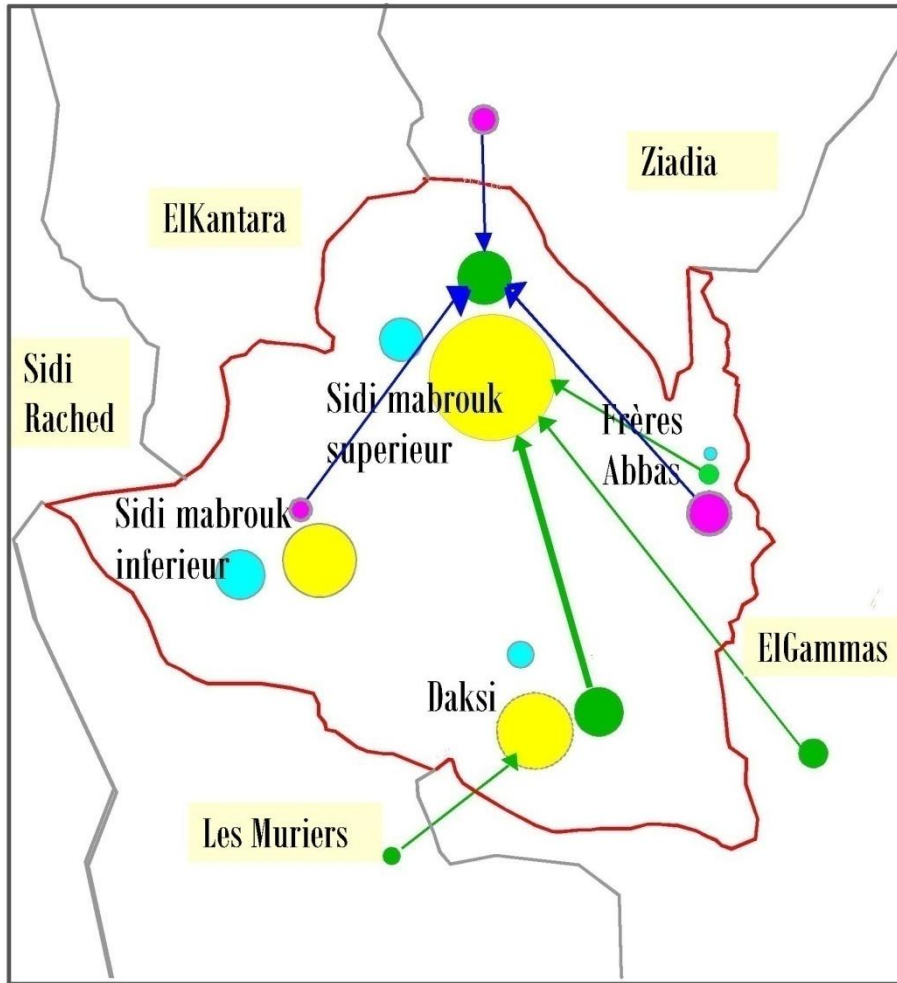 Ziadia
ElKantara
Sidi
Rached
Sidi mabrouk
superieur
Frères
Abbas
Sidi mabrouk
inferieur
ElGammas
Daksi
Les Muriers